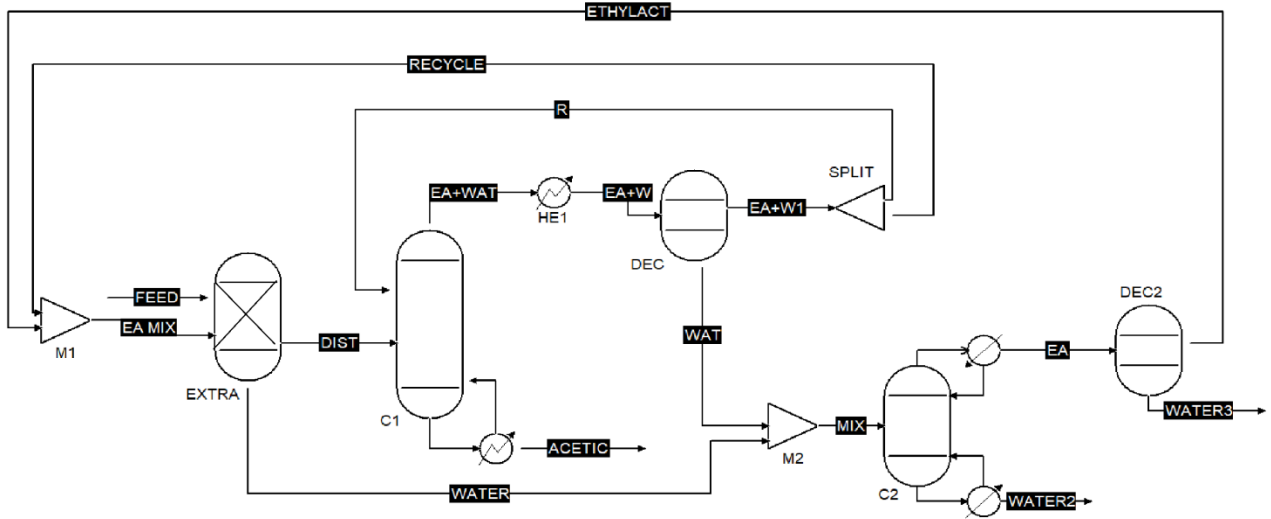 ETHYLACT
RECYCLE
R
SPLIT
EA+WAT
EA+W
EA+W1
HE1
DEC
FEED
EA MIX
M1
DIST
EXTRA
C1
ACETIC
WAT
WATER
M2
MIX
C2
EA
DEC2
WATER3
WATER2